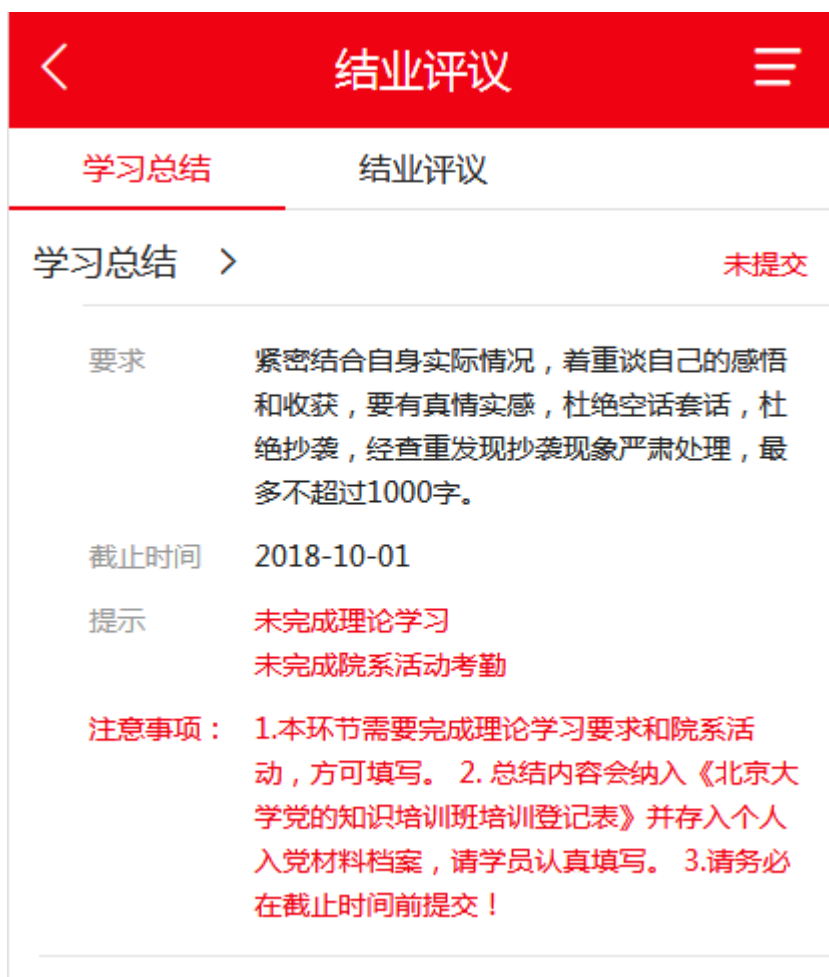 结业评议
学习总结 结业评议
学习总结 > 未提交
要求 紧密结合自身实际情况，着重谈自己的感悟
和收获，要有真情实感，杜绝空话套话，杜
绝抄袭，经查重发现抄袭现象严肃处理，最
多不超过1000字。
截止时间 2018-10-01
提示 未完成理论学习
未完成院系活动考勤
注意事项： 1.本环节需要完成理论学习要求和院系活
动，方可填写。 2. 总结内容会纳入《北京大
学党的知识培训班培训登记表》并存入个人
入党材料档案，请学员认真填写。 3.请务必
在截止时间前提交！